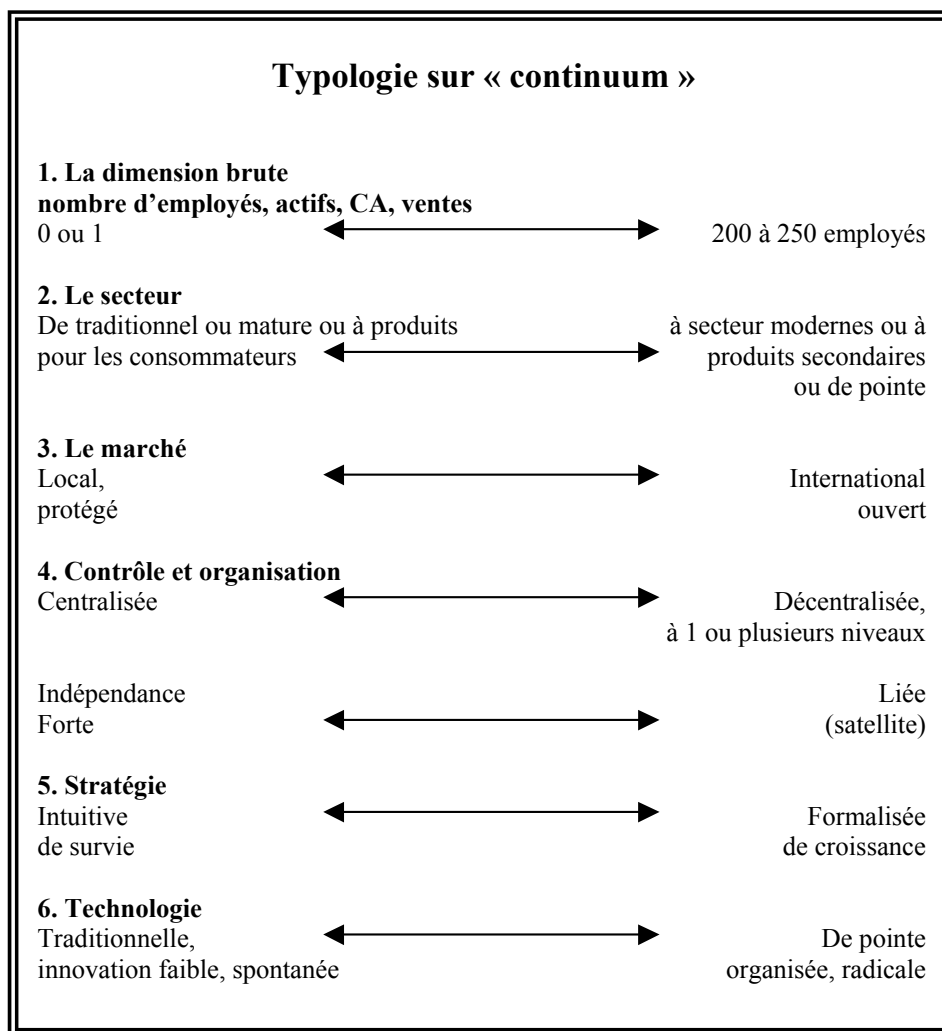 Typologie sur « continuum »
1. La dimension brute
nombre d'employés, actifs, CA, ventes
0 ou 1 200 à 250 employés
2. Le secteur
De traditionnel ou mature ou à produits à secteur modernes ou à
pour les consommateurs produits secondaires
ou de pointe
3. Le marché
Local, International
protégé ouvert
4. Contrôle et organisation
Centralisée Décentralisée,
à 1 ou plusieurs niveaux
Indépendance Liée
Forte (satellite)
5. Stratégie
Intuitive Formalisée
de survie de croissance
6. Technologie
Traditionnelle, De pointe
innovation faible, spontanée organisée, radicale